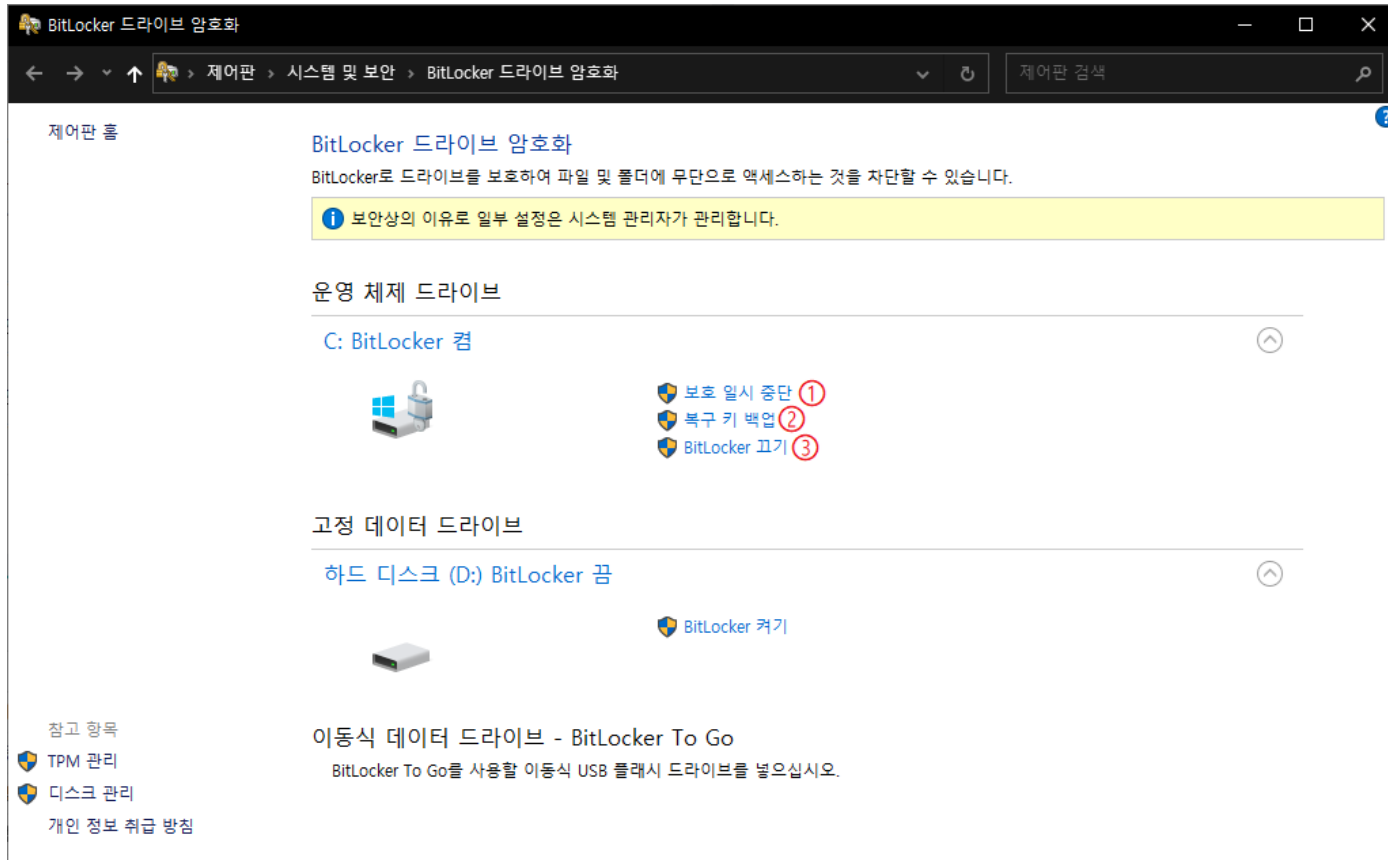 BitLocker 드라이브 암호화
제어판 > 시스템 및 보안 > BitLocker 드라이브 암호화
제어판 검색
제어판 홈
?
BitLocker 드라이브 암호화
BitLocker로 드라이브를 보호하여 파일 및 폴더에 무단으로 액세스하는 것을 차단할 수 있습니다.
보안상의 이유로 일부 설정은 시스템 관리자가 관리합니다.
운영 체제 드라이브
C: BitLocker 켬
보호 일시 중단 ①
복구 키 백업 ②
BitLocker 끄기 ③
고정 데이터 드라이브
하드 디스크 (D:) BitLocker 끔
BitLocker 켜기
이동식 데이터 드라이브 - BitLocker To Go
BitLocker To Go를 사용할 이동식 USB 플래시 드라이브를 넣으십시오.
참고 항목
TPM 관리
디스크 관리
개인 정보 취급 방침